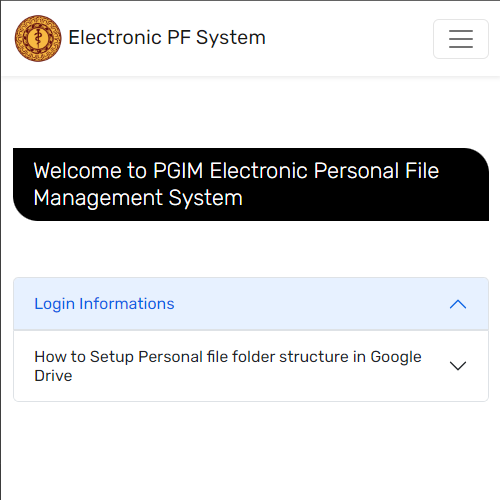 Electronic PF System
Welcome to PGIM Electronic Personal File
Management System
Login Informations
How to Setup Personal file folder structure in Google
Drive